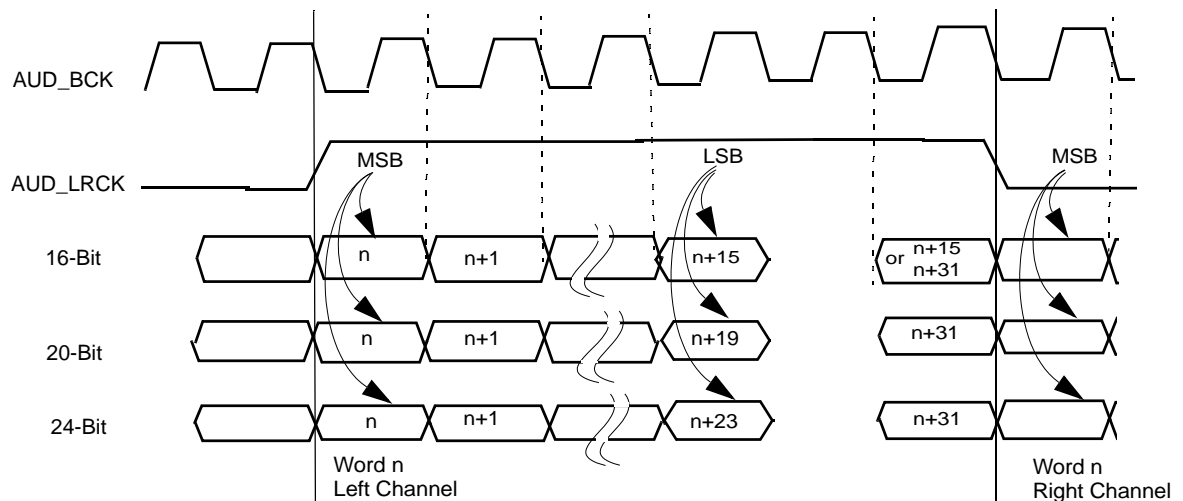 AUD_BCK
AUD_LRCK
MSB
LSB
MSB
16-Bit
n
n+1
n+15
or n+15
n+31
20-Bit
n
n+1
n+19
n+31
24-Bit
n
n+1
n+23
n+31
Word n
Left Channel
Word n
Right Channel